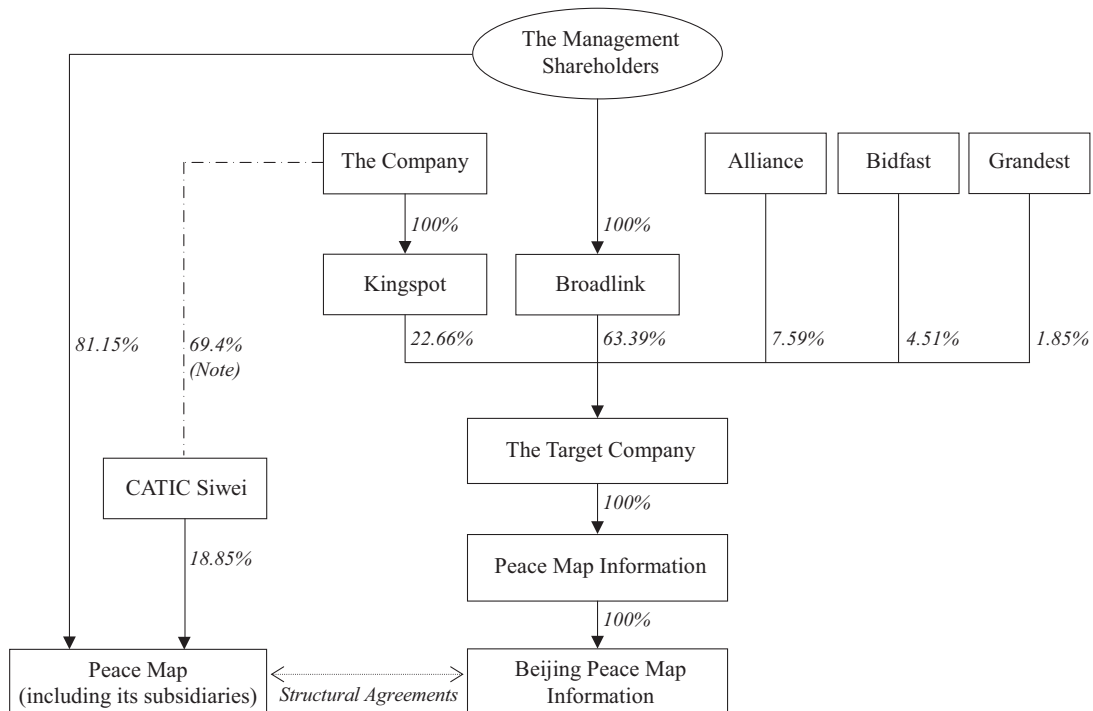 The Management
Shareholders
The Company
Alliance
Bidfast
Grandest
100%
100%
Kingspot
Broadlink
81.15%
69.4%
(Note)
22.66%
63.39%
7.59%
4.51%
1.85%
The Target Company
CATIC Siwei
100%
18.85%
Peace Map Information
100%
Peace Map
(including its subsidiaries)
Structural Agreements
Beijing Peace Map
Information